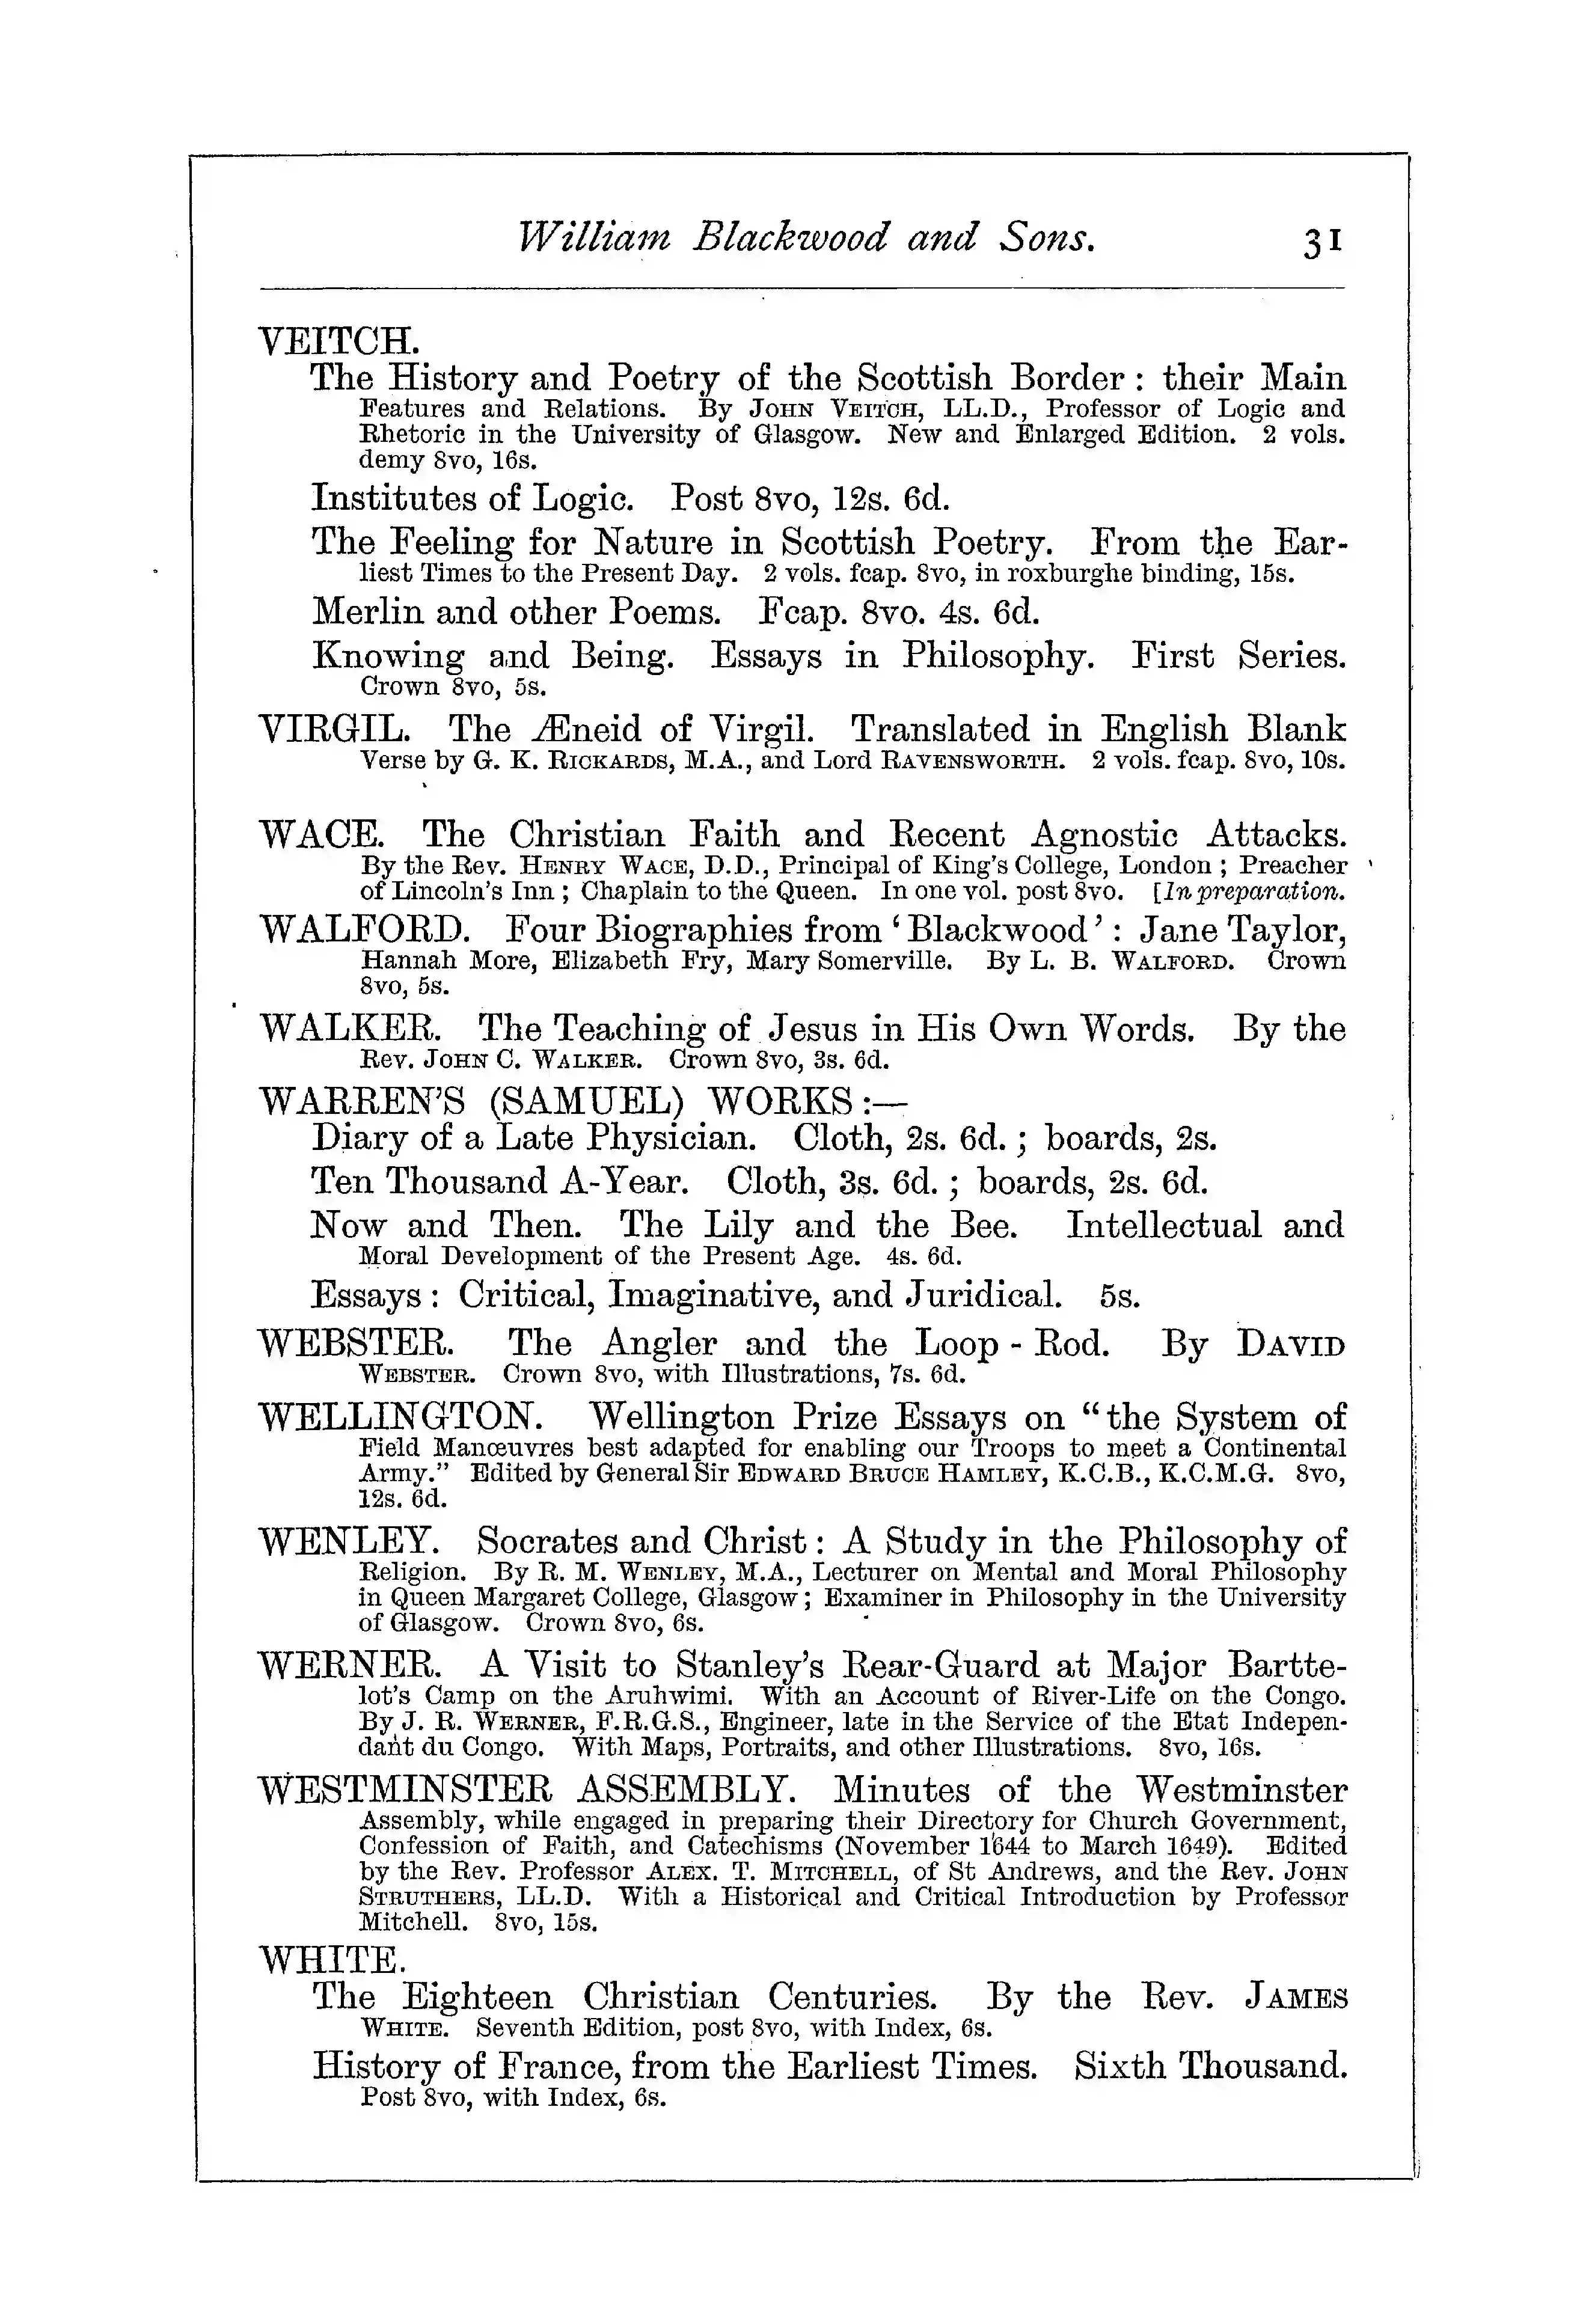 William Blackwood and Sons. 31
VEITCH.
The History and Poetry of the Scottish Border : their Main
Features and Relations. By JOHN VEITCH, LL.D., Professor of Logic and
Rhetoric in the University of Glasgow. New and Enlarged Edition. 2 vols.
demy 8vo, 16s.
Institutes of Logic. Post 8vo, 12s. 6d.
The Feeling for Nature in Scottish Poetry. From the Ear-
liest Times to the Present Day. 2 vols. fcap. 8vo, in roxburghe binding, 15s.
Merlin and other Poems. Fcap. 8vo. 4s. 6d.
Knowing and Being. Essays in Philosophy. First Series.
Crown 8vo, 5s.
VIRGIL. The Æneid of Virgil. Translated in English Blank
Verse by G. K. RICKARDS, M.A., and Lord RAVENSWORTH. 2 vols. fcap. 8vo, 10s.
WACE. The Christian Faith and Recent Agnostic Attacks.
By the Rev. HENRY WACE, D.D., Principal of King's College, London ; Preacher
of Lincoln's Inn ; Chaplain to the Queen. In one vol. post 8vo. [In preparation.
WALFORD. Four Biographies from ‘Blackwood’ : Jane Taylor,
Hannah More, Elizabeth Fry, Mary Somerville. By L. B. WALFORD. Crown
8vo, 5s.
WALKER. The Teaching of Jesus in His Own Words. By the
Rev. JOHN C. WALKER. Crown 8vo, 3s. 6d.
WARREN'S (SAMUEL) WORKS :—
Diary of a Late Physician. Cloth, 2s. 6d. ; boards, 2s.
Ten Thousand A-Year. Cloth, 3s. 6d. ; boards, 2s. 6d.
Now and Then. The Lily and the Bee. Intellectual and
Moral Development of the Present Age. 4s. 6d.
Essays : Critical, Imaginative, and Juridical. 5s.
WEBSTER. The Angler and the Loop - Rod. By DAVID
WEBSTER. Crown 8vo, with Illustrations, 7s. 6d.
WELLINGTON. Wellington Prize Essays on “the System of
Field Manœuvres best adapted for enabling our Troops to meet a Continental
Army.” Edited by General Sir EDWARD BRUCE HAMLEY, K.C.B., K.C.M.G. 8vo,
12s. 6d.
WENLEY. Socrates and Christ : A Study in the Philosophy of
Religion. By R. M. WENLEY, M.A., Lecturer on Mental and Moral Philosophy
in Queen Margaret College, Glasgow ; Examiner in Philosophy in the University
of Glasgow. Crown 8vo, 6s.
WERNER. A Visit to Stanley's Rear-Guard at Major Bartte-
lot's Camp on the Aruhwimi. With an Account of River-Life on the Congo.
By J. R. WERNER, F.R.G.S., Engineer, late in the Service of the Etat Indepen-
dant du Congo. With Maps, Portraits, and other Illustrations. 8vo, 16s.
WESTMINSTER ASSEMBLY. Minutes of the Westminster
Assembly, while engaged in preparing their Directory for Church Government,
Confession of Faith, and Catechisms (November 1644 to March 1649). Edited
by the Rev. Professor ALEX. T. MITCHELL, of St Andrews, and the Rev. JOHN
STRUTHERS, LL.D. With a Historical and Critical Introduction by Professor
Mitchell. 8vo, 15s.
WHITE.
The Eighteen Christian Centuries. By the Rev. JAMES
WHITE. Seventh Edition, post 8vo, with Index, 6s.
History of France, from the Earliest Times. Sixth Thousand.
Post 8vo, with Index, 6s.